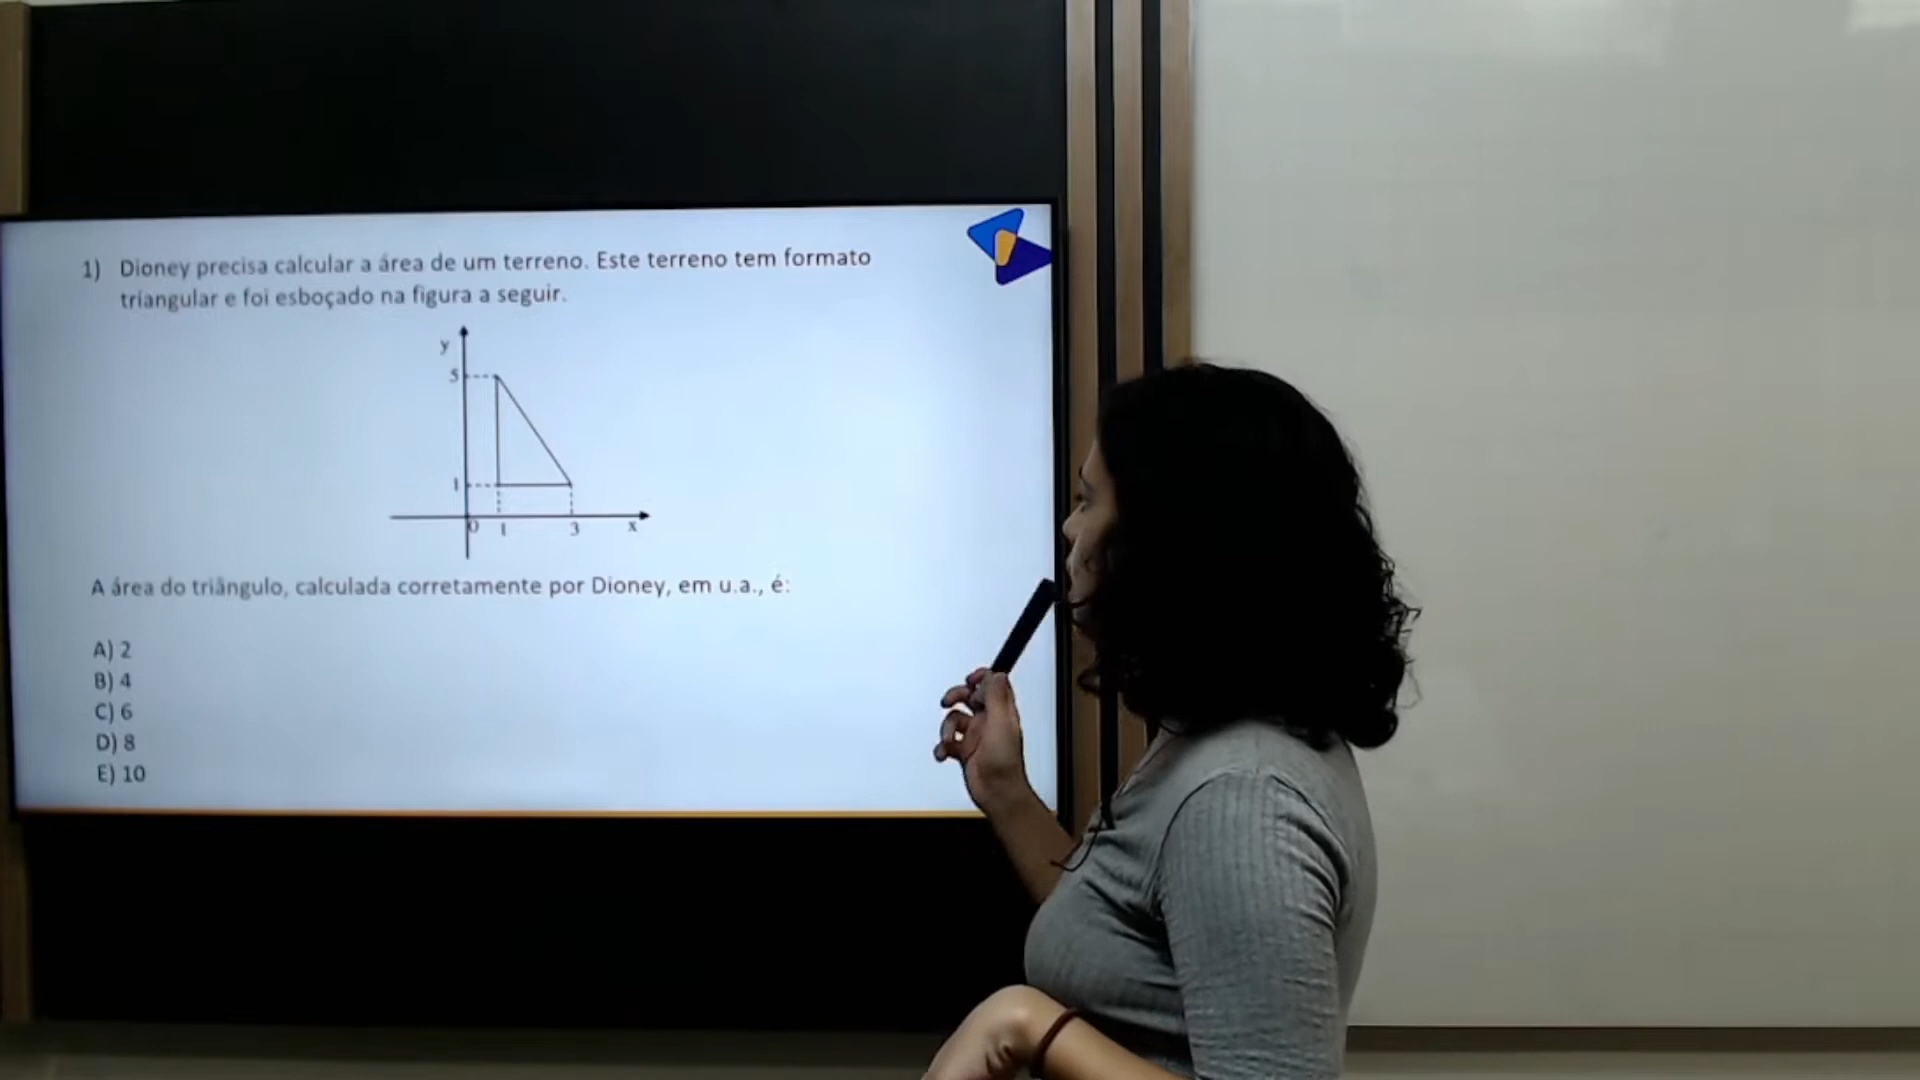 1) Dioney precisa calcular a área de um terreno. Este terreno tem formato
triangular e foi esboçado na figura a seguir.
y
5
1
0 1 3 x
A área do triângulo, calculada corretamente por Dioney, em u.a., é:
A) 2
B) 4
C) 6
D) 8
E) 10